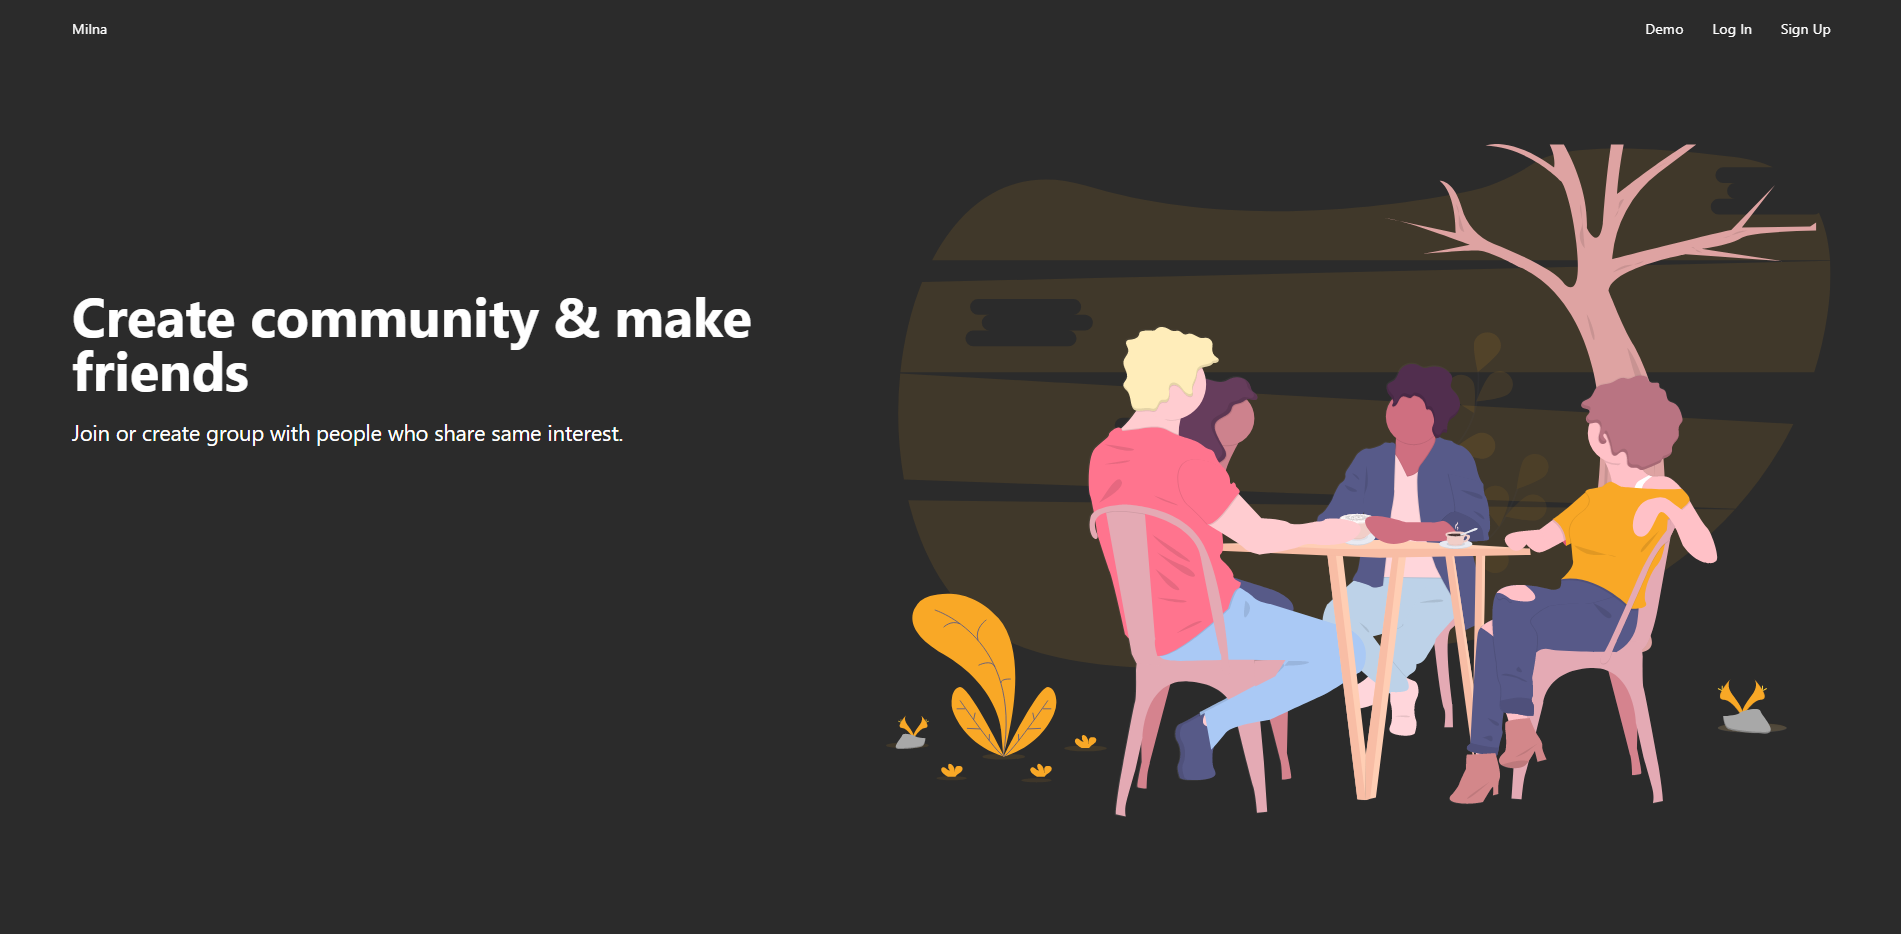 Milna
Demo
Log In
Sign Up
Create community & make
friends
Join or create group with people who share same interest.